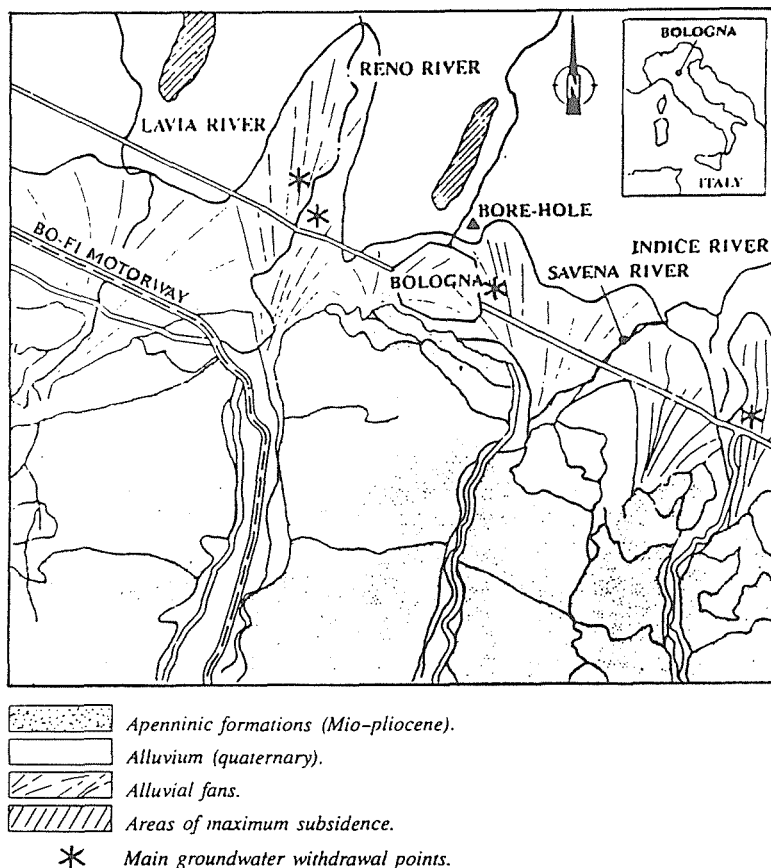 BOLOGNA
ITALY
N
RENO RIVER
LAVIA RIVER
BORE-HOLE
INDICE RIVER
SAVENA RIVER
BOLOGNA
BO-FI MOTORWAY
Apenninic formations (Mio-pliocene).
Alluvium (quaternary).
Alluvial fans.
Areas of maximum subsidence.
Main groundwater withdrawal points.